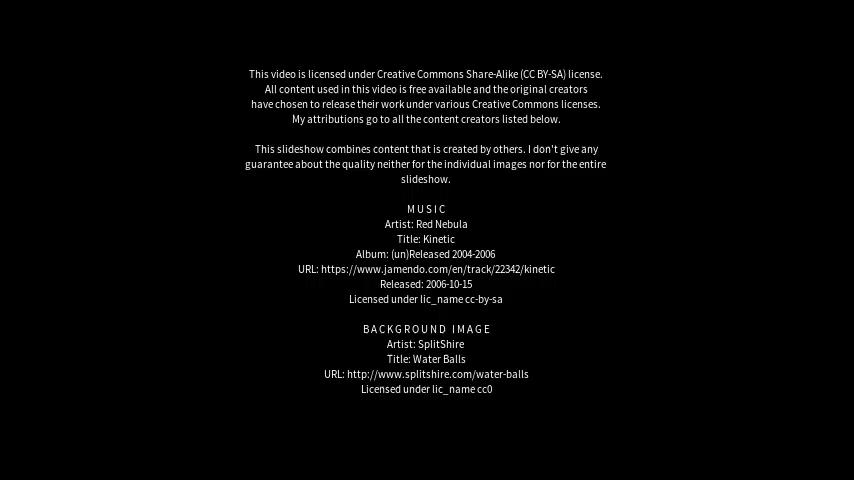 This video is licensed under Creative Commons Share-Alike (CC BY-SA) license.
All content used in this video is free available and the original creators
have chosen to release their work under various Creative Commons licenses.
My attributions go to all the content creators listed below.
This slideshow combines content that is created by others. I don't give any
guarantee about the quality neither for the individual images nor for the entire
slideshow.
MUSIC
Artist: Red Nebula
Title: Kinetic
Album: (un)Released 2004-2006
URL: https://www.jamendo.com/en/track/22342/kinetic
Released: 2006-10-15
Licensed under lic_name cc-by-sa
BACKGROUND IMAGE
Artist: SplitShire
Title: Water Balls
URL: http://www.splitshire.com/water-balls
Licensed under lic_name cc0